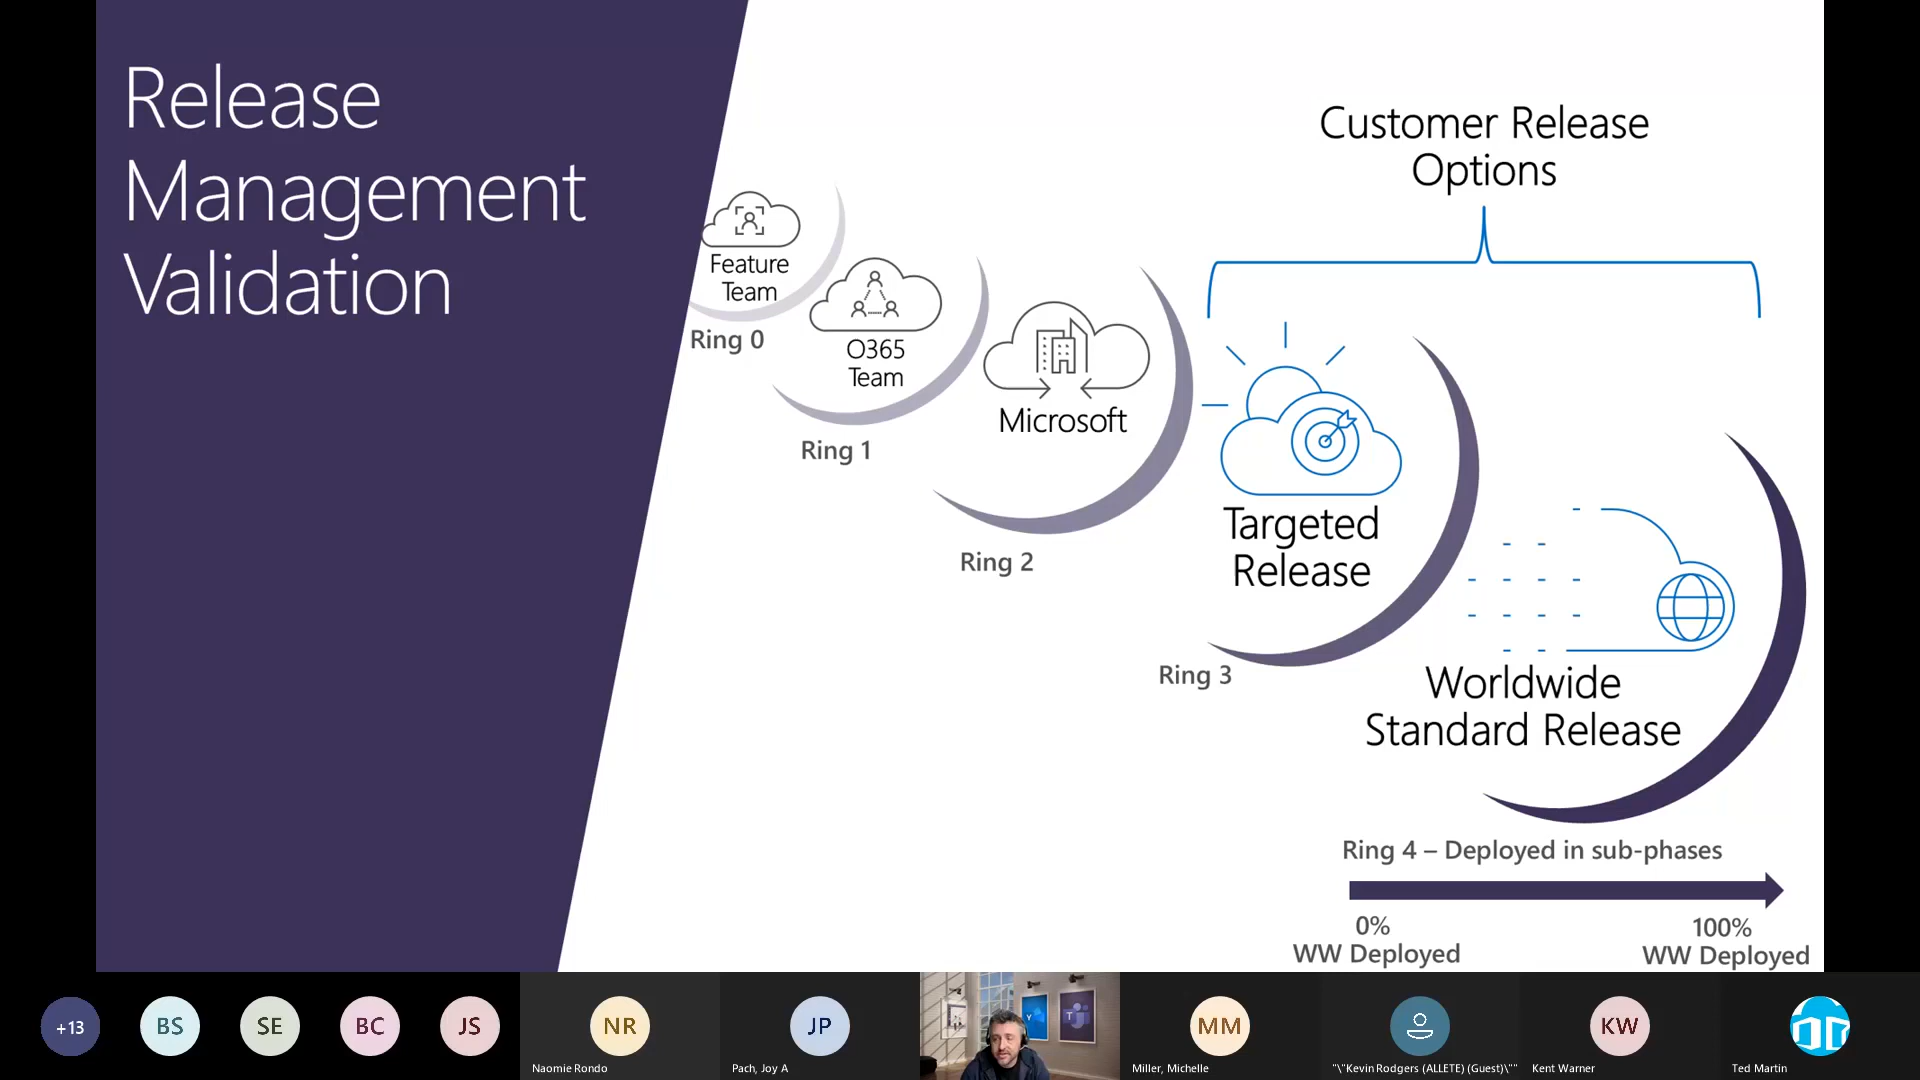 Release
Management
Validation
Customer Release
Options
Feature
Team
Ring 0
O365
Team
Ring 1
Microsoft
Ring 2
Targeted
Release
Ring 3
Worldwide
Standard Release
Ring 4 – Deployed in sub-phases
0%
WW Deployed
100%
WW Deployed
+13
BS
SE
BC
JS
NR
Naomie Rondo
JP
Pach, Joy A
MM
Miller, Michelle
"\"Kevin Rodgers (ALLETE) (Guest)\""
KW
Kent Warner
Ted Martin